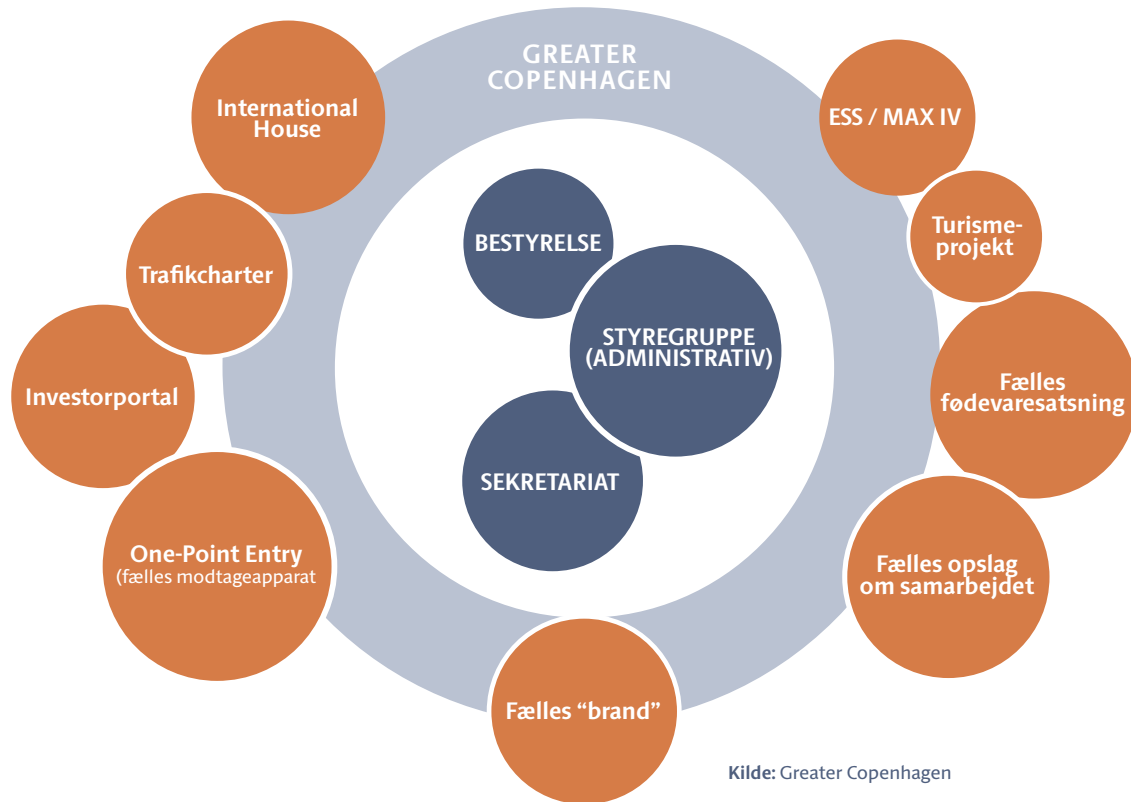 GREATER
COPENHAGEN
International
House
ESS / MAX IV
Turisme-
projekt
Trafikcharter
BESTYRELSE
STYREGRUPPE
(ADMINISTRATIV)
Investorportal
Fælles
fødevaresatsning
SEKRETARIAT
One-Point Entry
(fælles modtageapparat
Fælles opslag
om samarbejdet
Fælles “brand”
Kilde: Greater Copenhagen